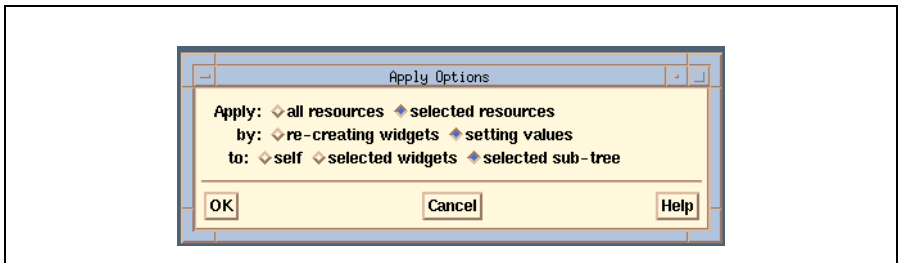 Apply Options
Apply: all resources selected resources
by: re-creating widgets setting values
to: self selected widgets selected sub-tree
OK Cancel Help